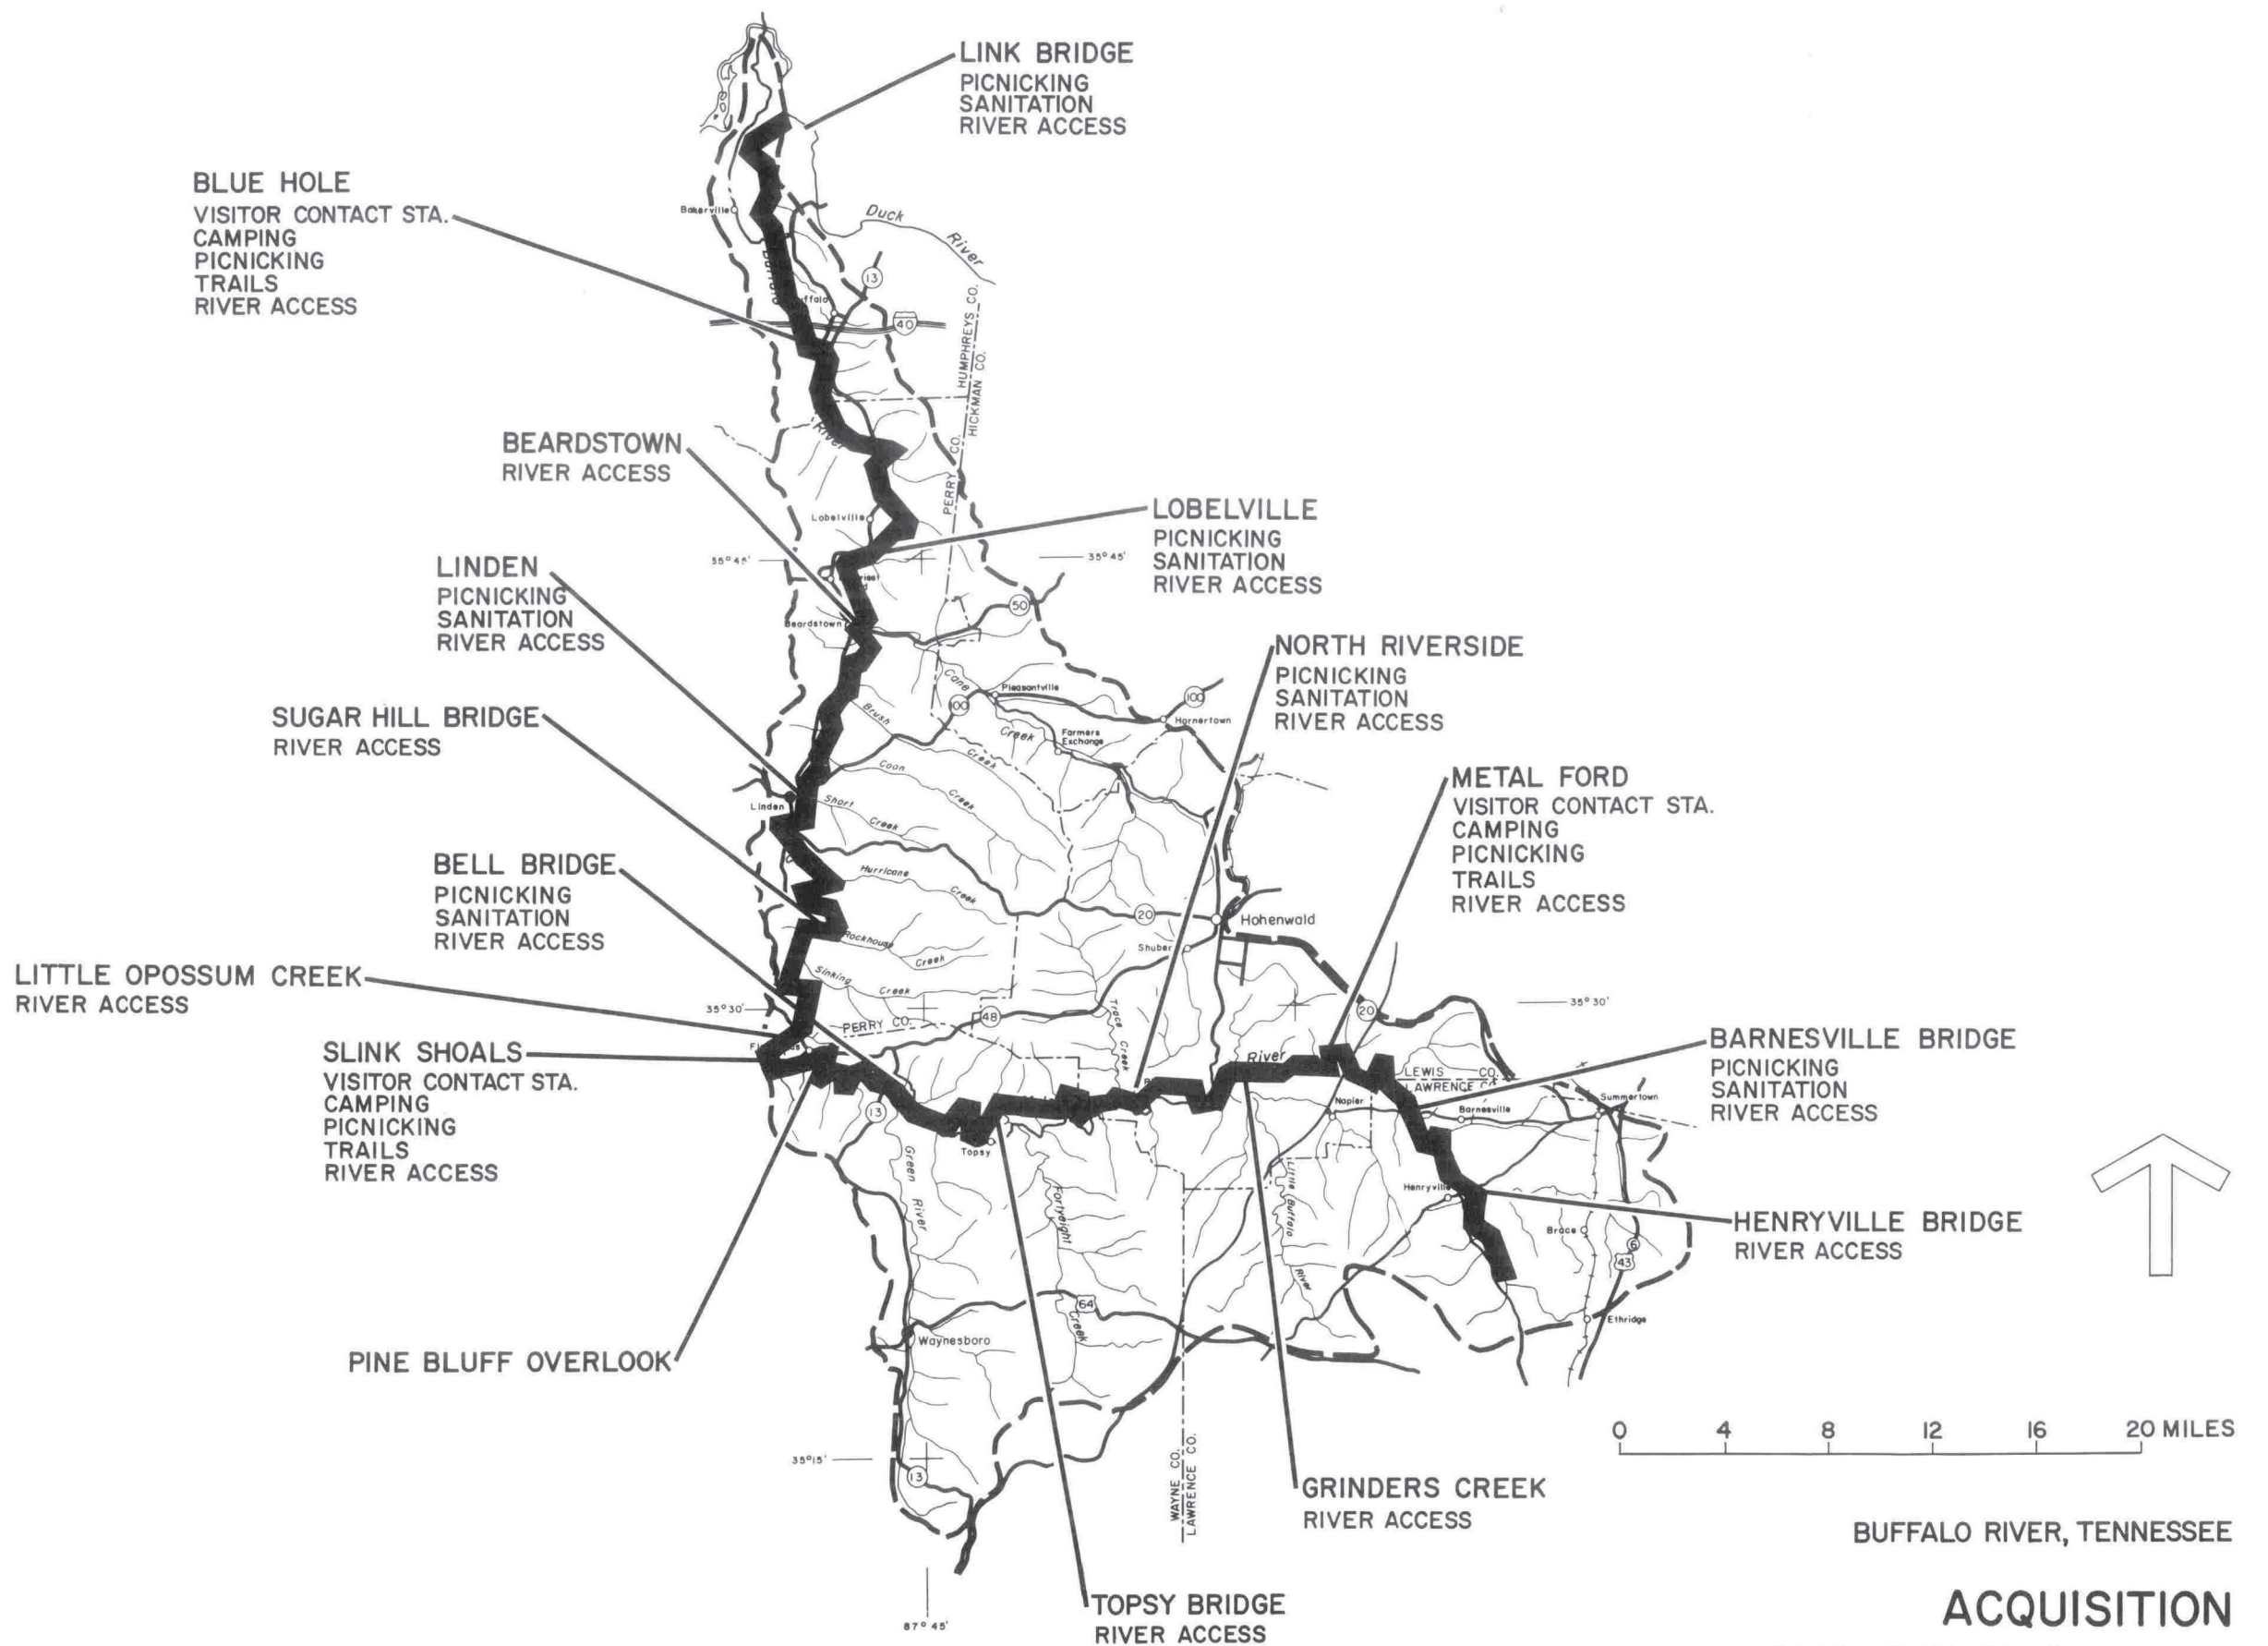 LINK BRIDGE
PICNICKING
SANITATION
RIVER ACCESS
BLUE HOLE
VISITOR CONTACT STA.
CAMPING
PICNICKING
TRAILS
RIVER ACCESS
Bakerville
Duck
River
13
40
HUMPHREYS CO.
HICKMAN CO.
PERRY CO.
River
BEARDSTOWN
RIVER ACCESS
Lobelville
LOBELVILLE
PICNICKING
SANITATION
RIVER ACCESS
35° 45'
35° 45'
LINDEN
PICNICKING
SANITATION
RIVER ACCESS
50
Beardstown
NORTH RIVERSIDE
PICNICKING
SANITATION
RIVER ACCESS
Cane
Creek
Pleasantville
100
100
Hornertown
Farmers
Exchange
SUGAR HILL BRIDGE
RIVER ACCESS
Brush
Creek
Coon
Creek
Linden
Short
Creek
METAL FORD
VISITOR CONTACT STA.
CAMPING
PICNICKING
TRAILS
RIVER ACCESS
BELL BRIDGE
PICNICKING
SANITATION
RIVER ACCESS
Hurricane
Creek
20
Hohenwald
Shuber
Rockhouse
Creek
Sinking
Creek
LITTLE OPOSSUM CREEK
RIVER ACCESS
35° 30'
35° 30'
PERRY CO.
48
Trace
Creek
20
SLINK SHOALS
VISITOR CONTACT STA.
CAMPING
PICNICKING
TRAILS
RIVER ACCESS
River
LEWIS CO.
LAWRENCE CO.
BARNESVILLE BRIDGE
PICNICKING
SANITATION
RIVER ACCESS
13
Napier
Barnesville
Summertown
Topsy
Green
River
Fortyeight
Creek
Little Buffalo
River
Henryville
HENRYVILLE BRIDGE
RIVER ACCESS
Brace
6
43
64
Ethridge
Waynesboro
PINE BLUFF OVERLOOK
0 4 8 12 16 20 MILES
35° 15'
13
WAYNE CO.
LAWRENCE CO.
GRINDERS CREEK
RIVER ACCESS
BUFFALO RIVER, TENNESSEE
TOPSY BRIDGE
RIVER ACCESS
87° 45'
ACQUISITION